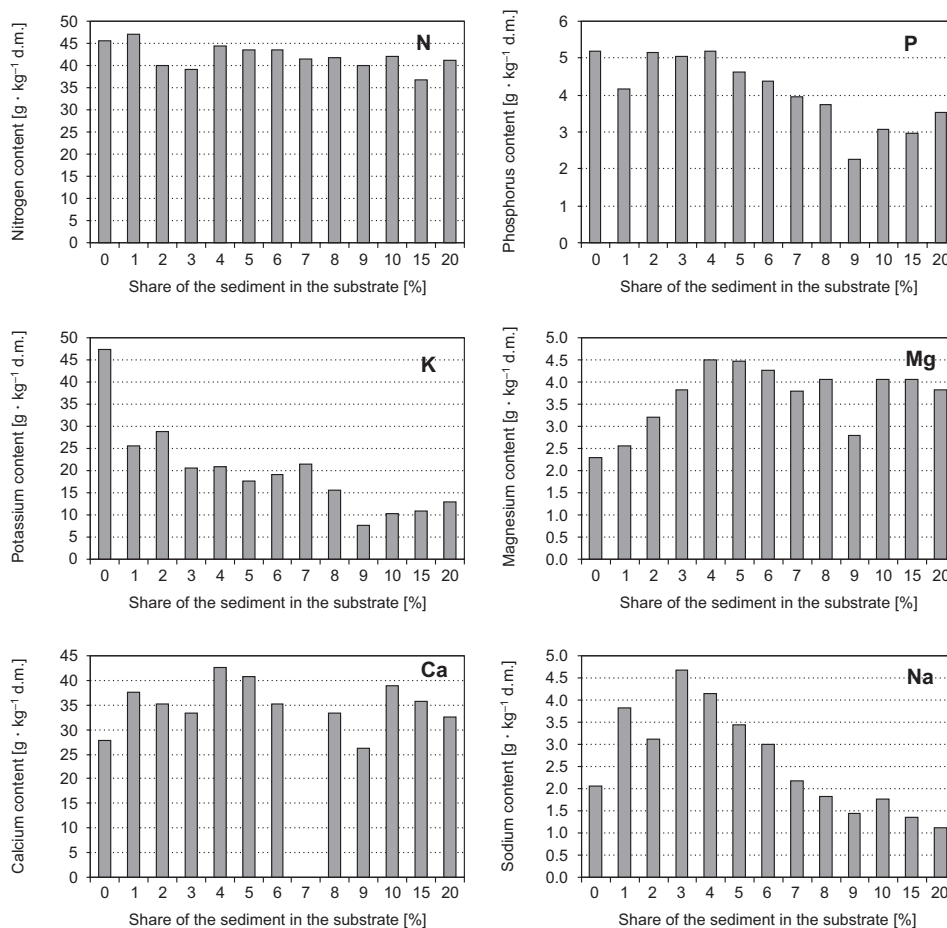 Nitrogen content [g · kg⁻¹ d.m.]
50
45
40
35
30
25
20
15
10
5
0
N
0 1 2 3 4 5 6 7 8 9 10 15 20
Share of the sediment in the substrate [%]
Phosphorus content [g · kg⁻¹ d.m.]
6
5
4
3
2
1
0
P
0 1 2 3 4 5 6 7 8 9 10 15 20
Share of the sediment in the substrate [%]
Potassium content [g · kg⁻¹ d.m.]
50
45
40
35
30
25
20
15
10
5
0
K
0 1 2 3 4 5 6 7 8 9 10 15 20
Share of the sediment in the substrate [%]
Magnesium content [g · kg⁻¹ d.m.]
5.0
4.5
4.0
3.5
2.5
2.5
2.0
1.5
1.0
0.5
0.0
Mg
0 1 2 3 4 5 6 7 8 9 10 15 20
Share of the sediment in the substrate [%]
Calcium content [g · kg⁻¹ d.m.]
45
40
35
30
25
20
15
10
5
0
Ca
0 1 2 3 4 5 6 7 8 9 10 15 20
Share of the sediment in the substrate [%]
Sodium content [g · kg⁻¹ d.m.]
5.0
4.5
4.0
3.5
3.0
2.5
2.0
1.5
1.0
0.5
0.0
Na
0 1 2 3 4 5 6 7 8 9 10 15 20
Share of the sediment in the substrate [%]